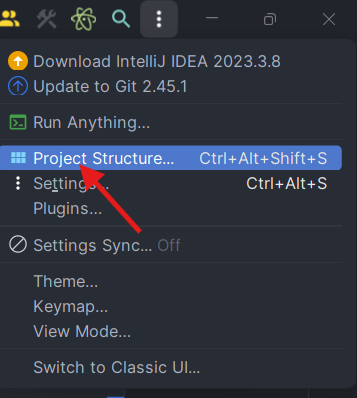 Download IntelliJ IDEA 2023.3.8
Update to Git 2.45.1
Run Anything...
Project Structure... Ctrl+Alt+Shift+S
Settings... Ctrl+Alt+S
Plugins...
Settings Sync... Off
Theme...
Keymap...
View Mode...
Switch to Classic UI...